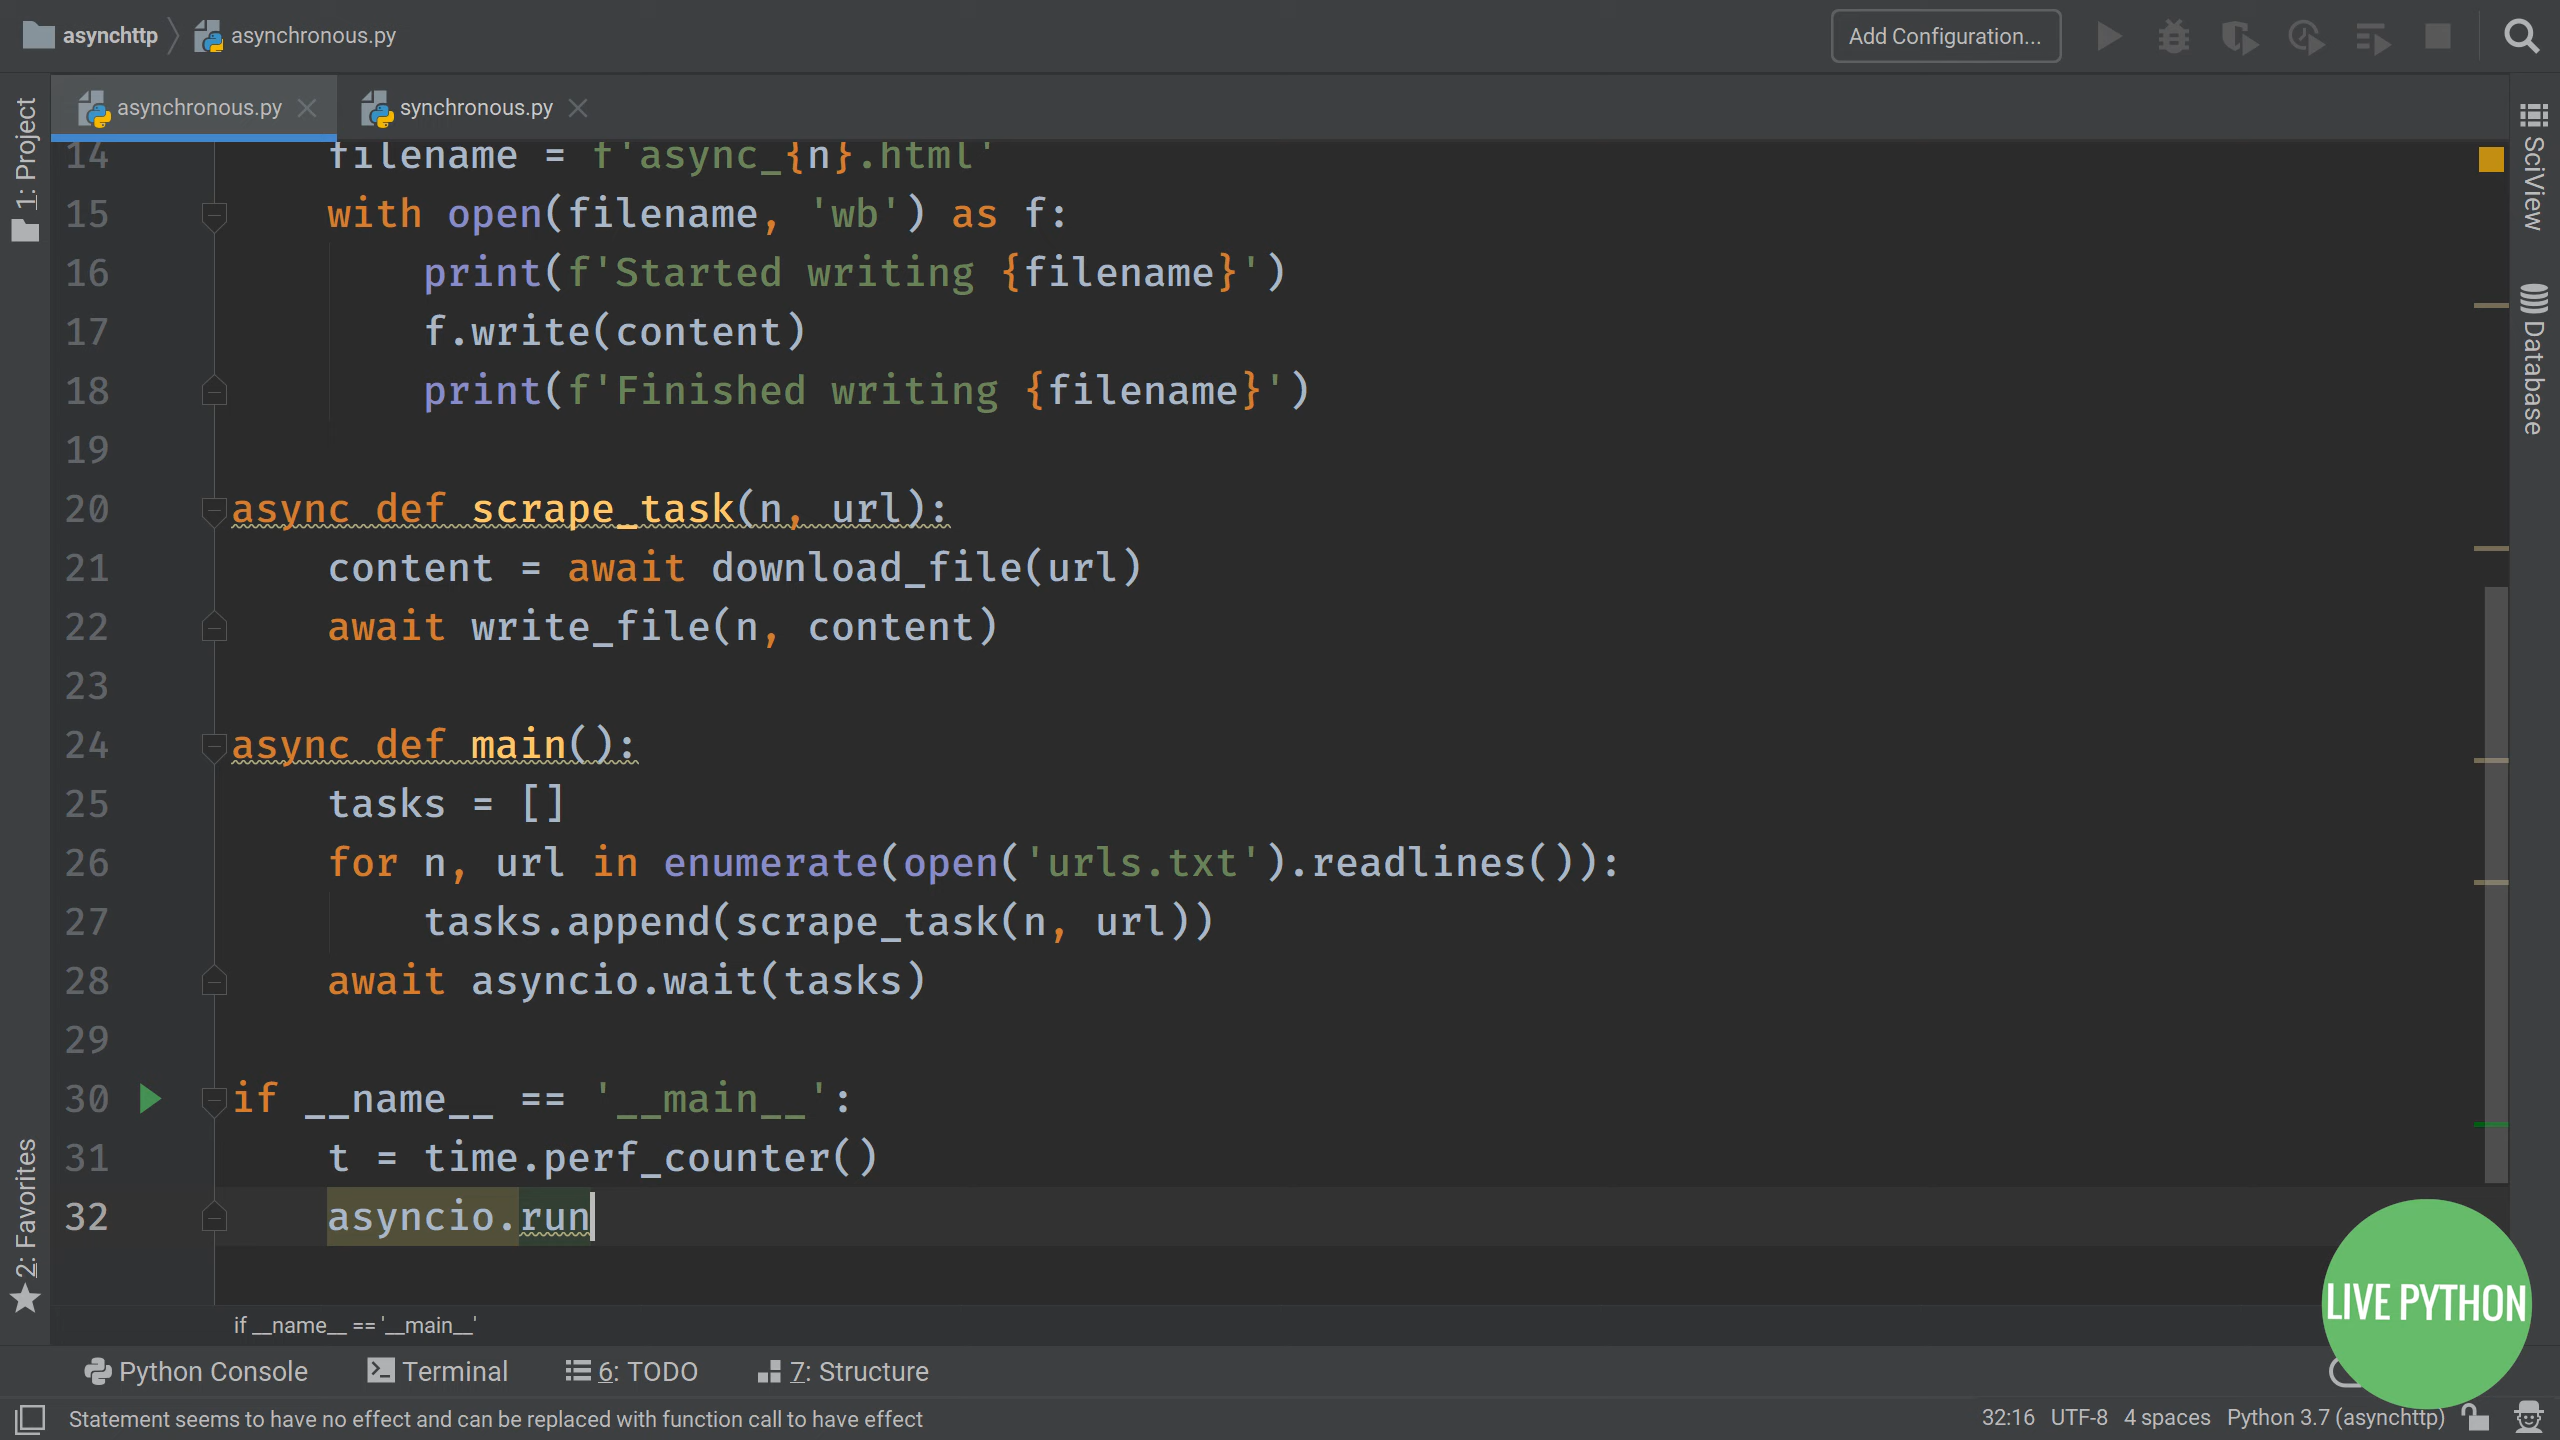 asynchttp asynchronous.py Add Configuration...
asynchronous.py synchronous.py
1: Project
SciView
Database
2: Favorites
14 filename = f'async_{n}.html'
15 with open(filename, 'wb') as f:
16 print(f'Started writing {filename}')
17 f.write(content)
18 print(f'Finished writing {filename}')
19
20 async def scrape_task(n, url):
21 content = await download_file(url)
22 await write_file(n, content)
23
24 async def main():
25 tasks = []
26 for n, url in enumerate(open('urls.txt').readlines()):
27 tasks.append(scrape_task(n, url))
28 await asyncio.wait(tasks)
29
30 if __name__ == '__main__':
31 t = time.perf_counter()
32 asyncio.run
LIVE PYTHON
if __name__ == '__main__'
Python Console Terminal 6: TODO 7: Structure
Statement seems to have no effect and can be replaced with function call to have effect 32:16 UTF-8 4 spaces Python 3.7 (asynchttp)